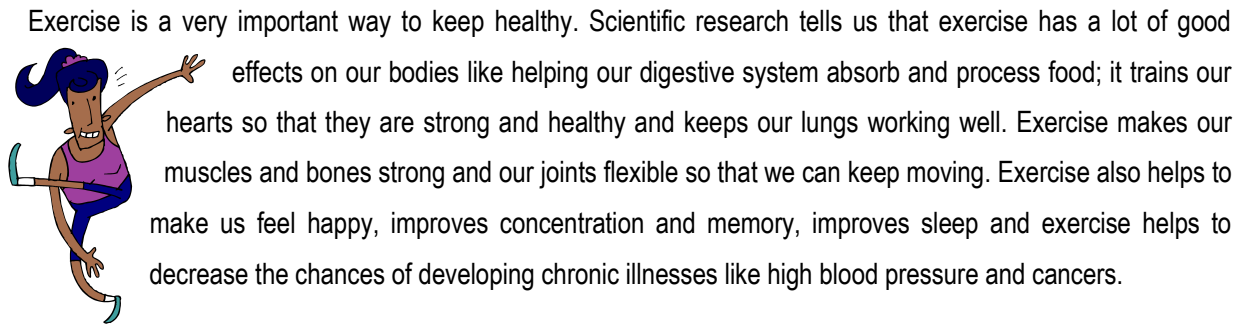 Exercise is a very important way to keep healthy. Scientific research tells us that exercise has a lot of good
effects on our bodies like helping our digestive system absorb and process food; it trains our
hearts so that they are strong and healthy and keeps our lungs working well. Exercise makes our
muscles and bones strong and our joints flexible so that we can keep moving. Exercise also helps to
make us feel happy, improves concentration and memory, improves sleep and exercise helps to
decrease the chances of developing chronic illnesses like high blood pressure and cancers.